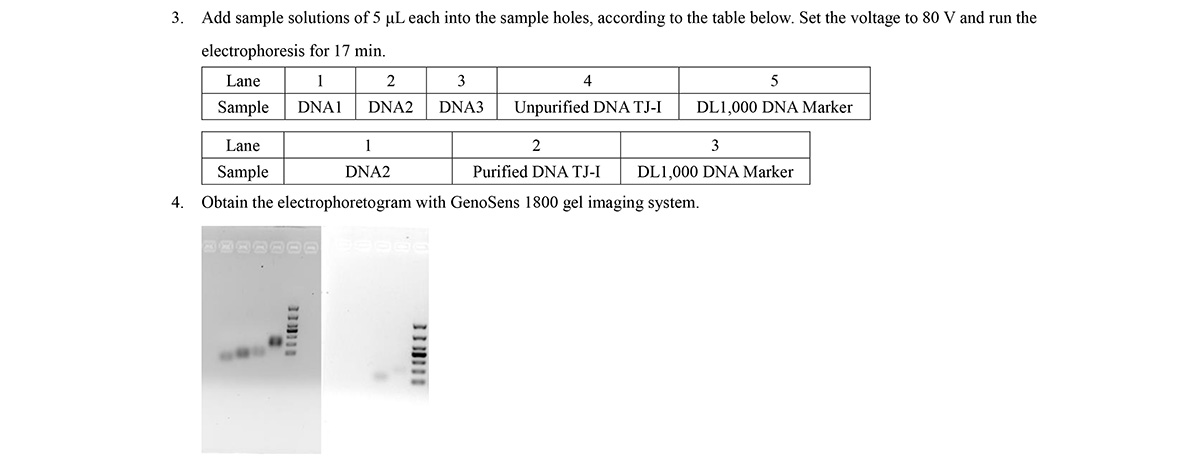 3. Add sample solutions of 5 μL each into the sample holes, according to the table below. Set the voltage to 80 V and run the
electrophoresis for 17 min.
Lane 1 2 3 4 5
Sample DNA1 DNA2 DNA3 Unpurified DNA TJ-I DL1,000 DNA Marker
Lane 1 2 3
Sample DNA2 Purified DNA TJ-I DL1,000 DNA Marker
4. Obtain the electrophoretogram with GenoSens 1800 gel imaging system.